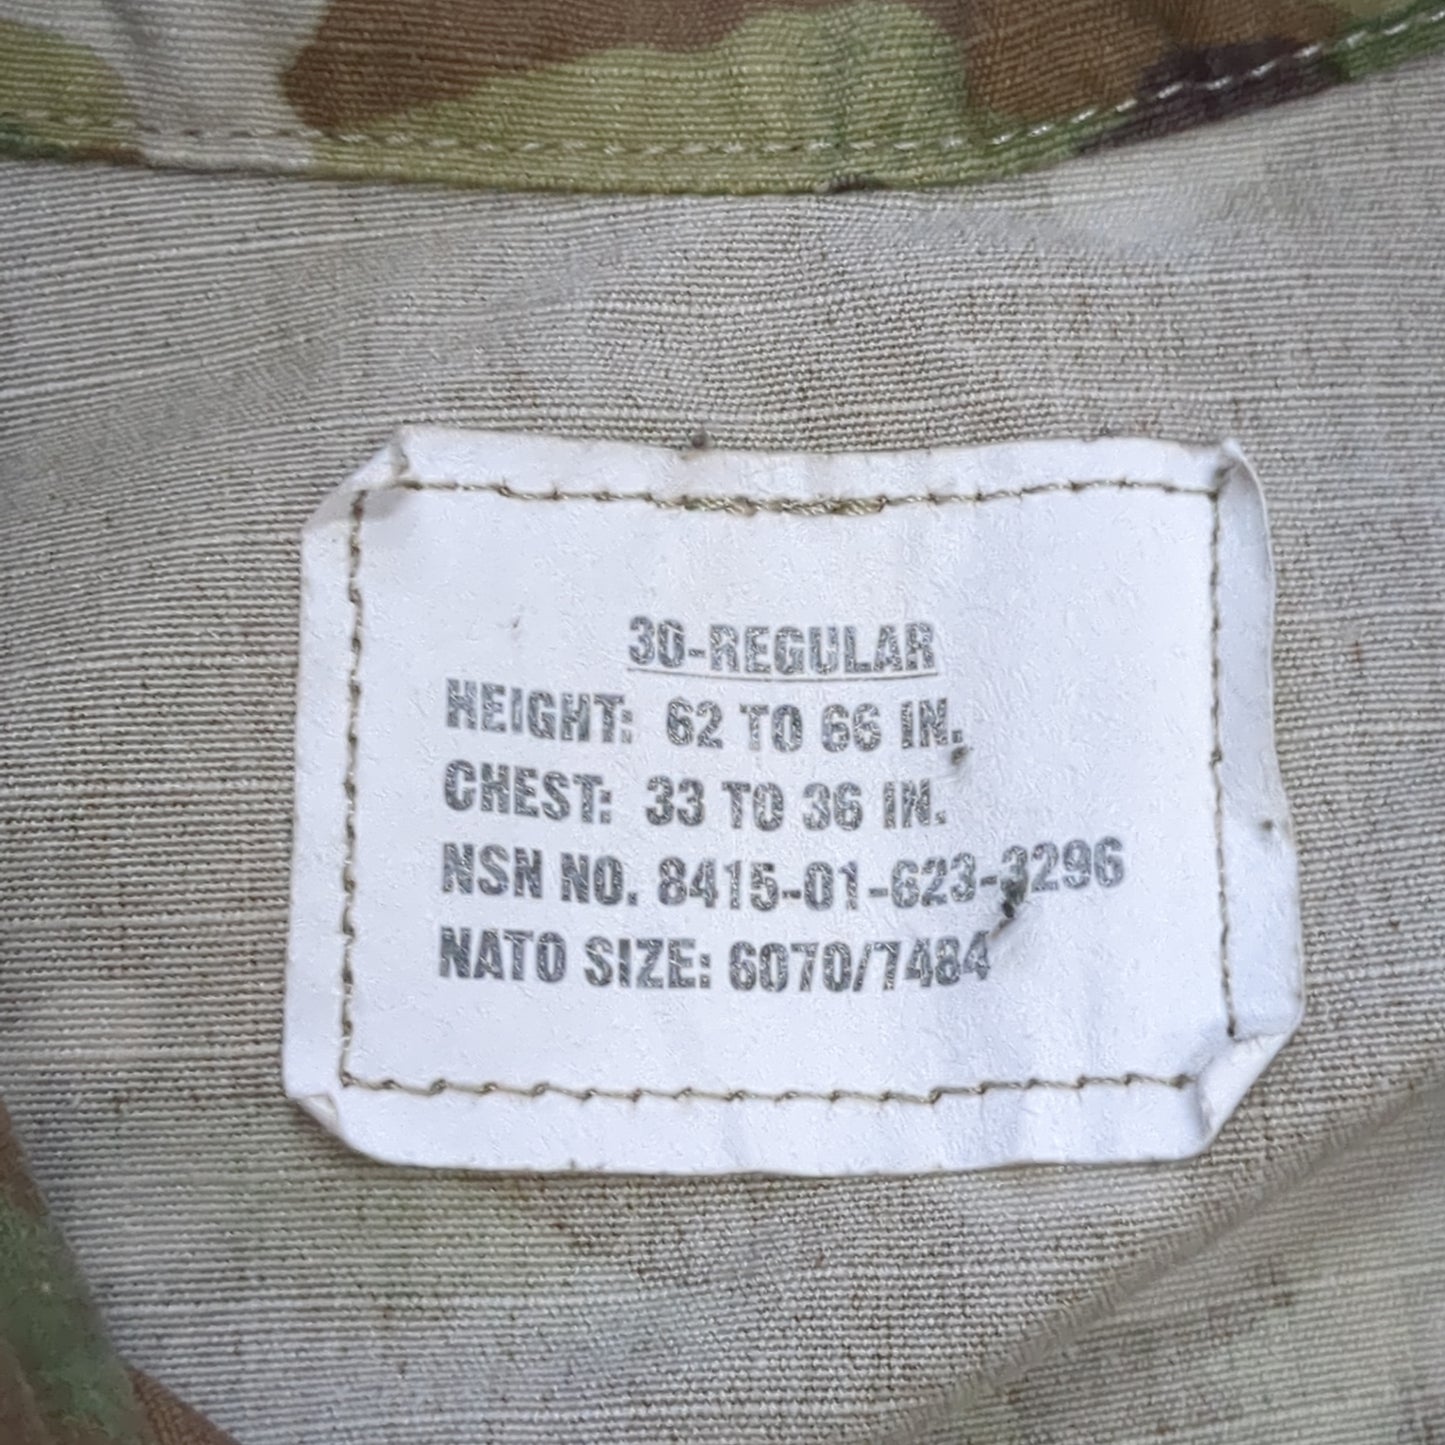 30-REGULAR
HEIGHT: 62 TO 66 IN.
CHEST: 33 TO 36 IN.
NSN NO. 8415-01-623-3296
NATO SIZE: 6070/7484